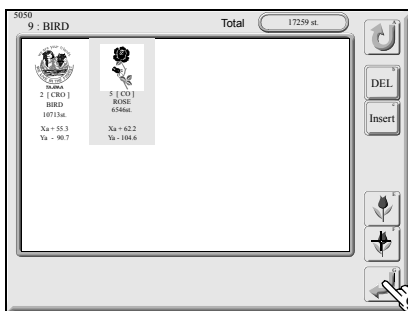 5050
9 : BIRD
Total
17259 st.
TAJIMA
2 [ CRO ]
BIRD
10713st.
Xa + 55.3
Ya - 90.7
5 [ CO ]
ROSE
6546st.
Xa + 62.2
Ya - 104.6
A
B
DEL
C
Insert
E
F
G